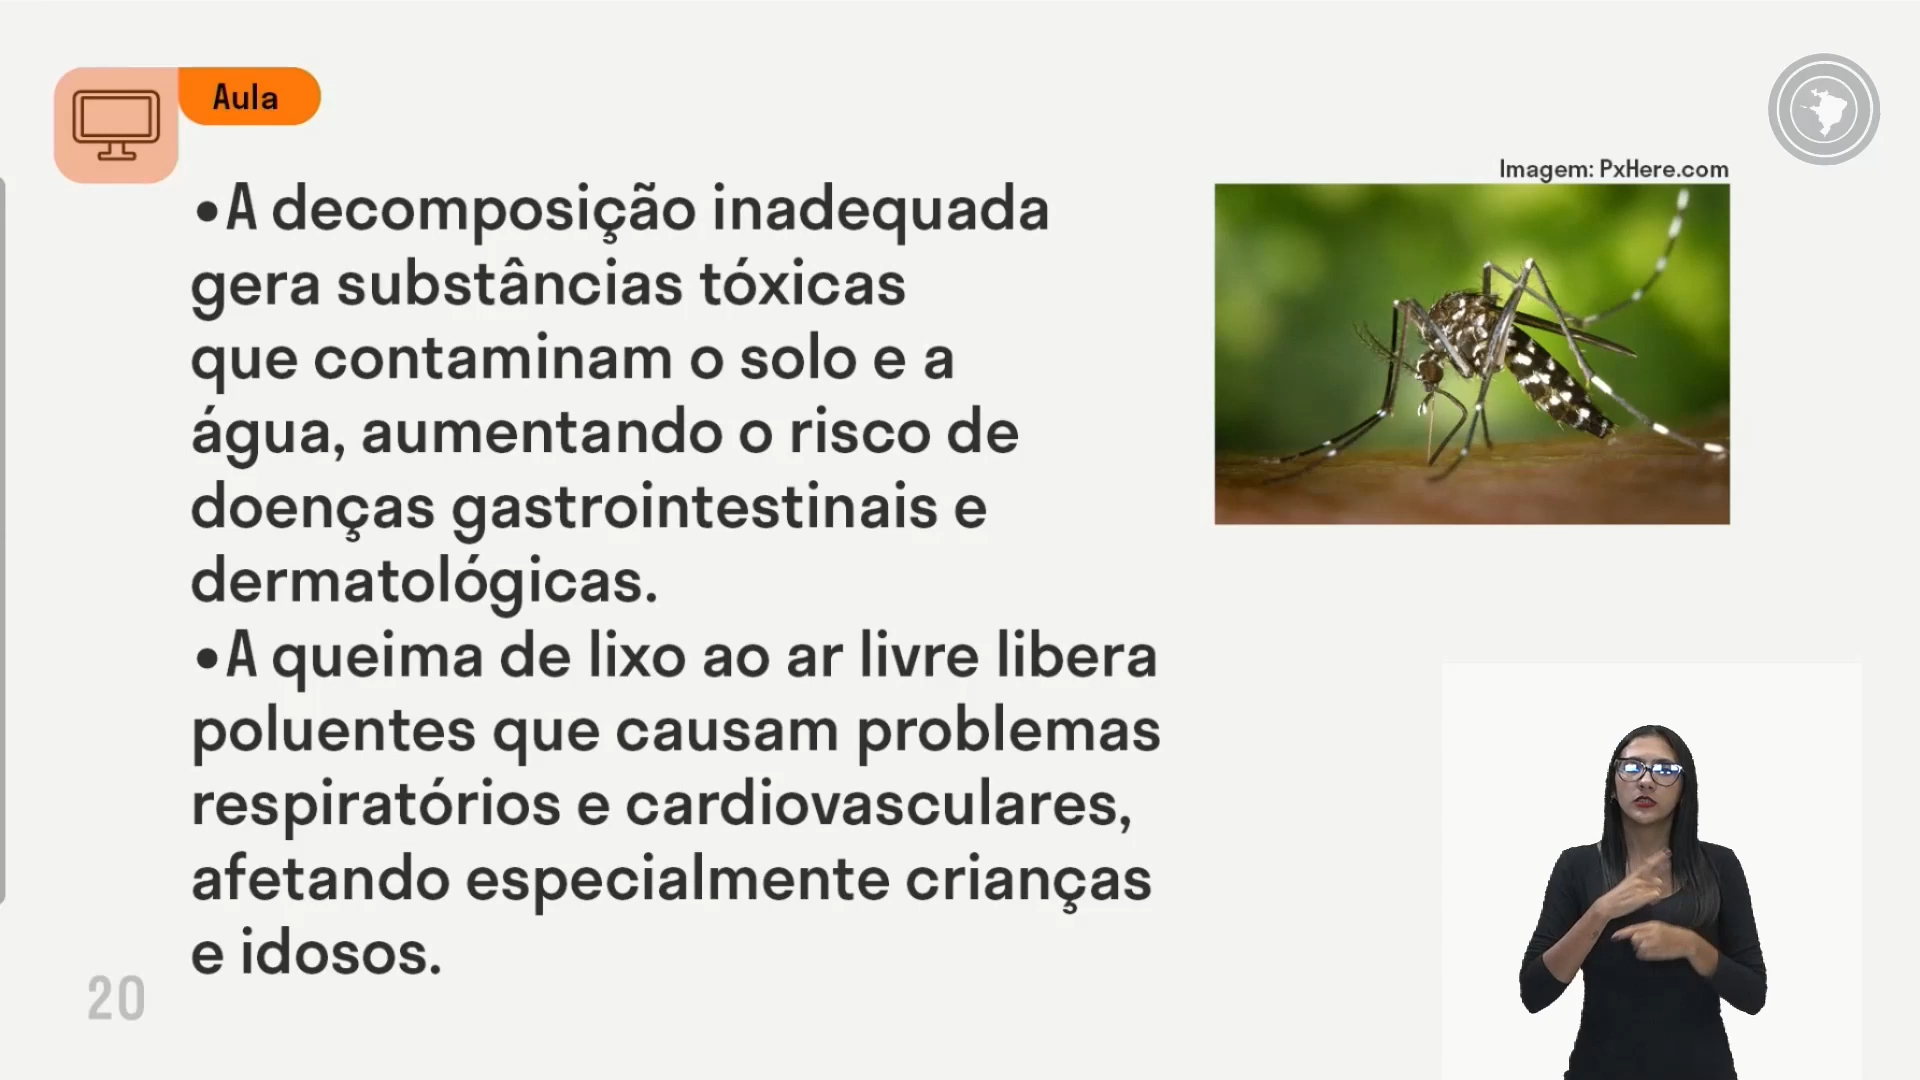 Aula
Imagem: PxHere.com
•A decomposição inadequada
gera substâncias tóxicas
que contaminam o solo e a
água, aumentando o risco de
doenças gastrointestinais e
dermatológicas.
•A queima de lixo ao ar livre libera
poluentes que causam problemas
respiratórios e cardiovasculares,
afetando especialmente crianças
e idosos.
20